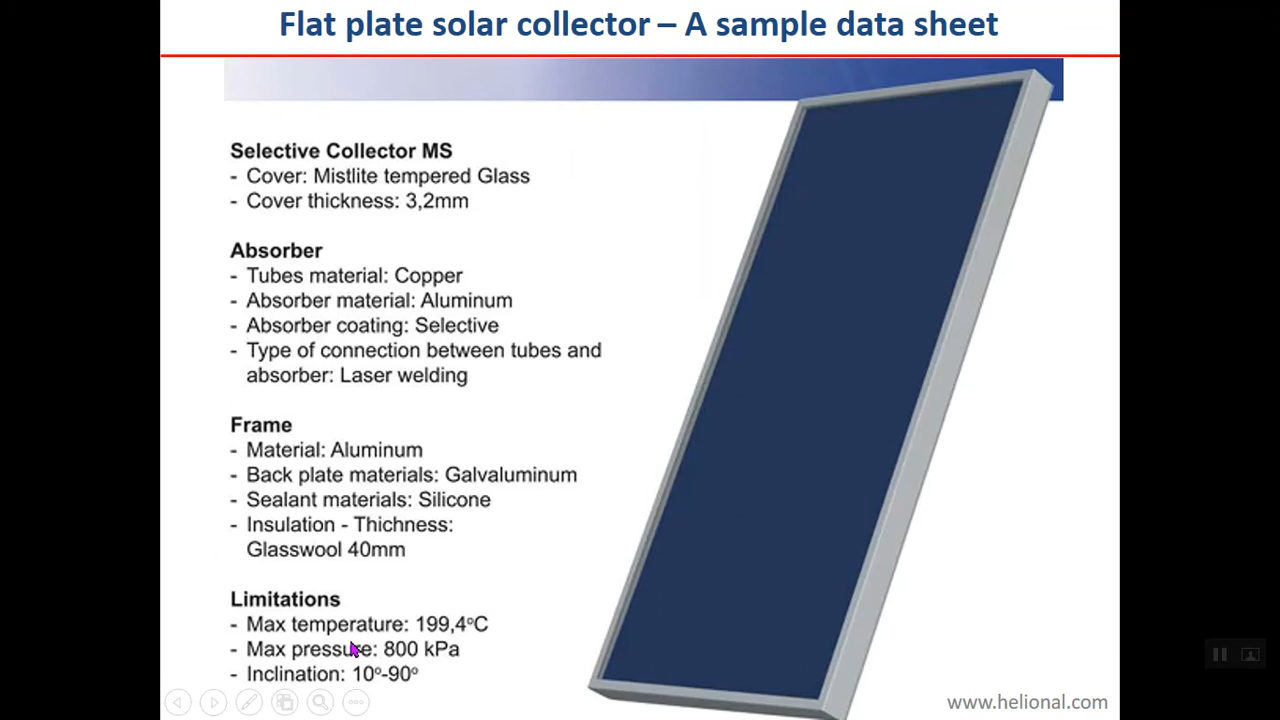 Flat plate solar collector – A sample data sheet
Selective Collector MS
- Cover: Mistlite tempered Glass
- Cover thickness: 3,2mm
Absorber
- Tubes material: Copper
- Absorber material: Aluminum
- Absorber coating: Selective
- Type of connection between tubes and
absorber: Laser welding
Frame
- Material: Aluminum
- Back plate materials: Galvaluminum
- Sealant materials: Silicone
- Insulation - Thichness:
Glasswool 40mm
Limitations
- Max temperature: 199,4°C
- Max pressure: 800 kPa
- Inclination: 10°-90°
www.helional.com